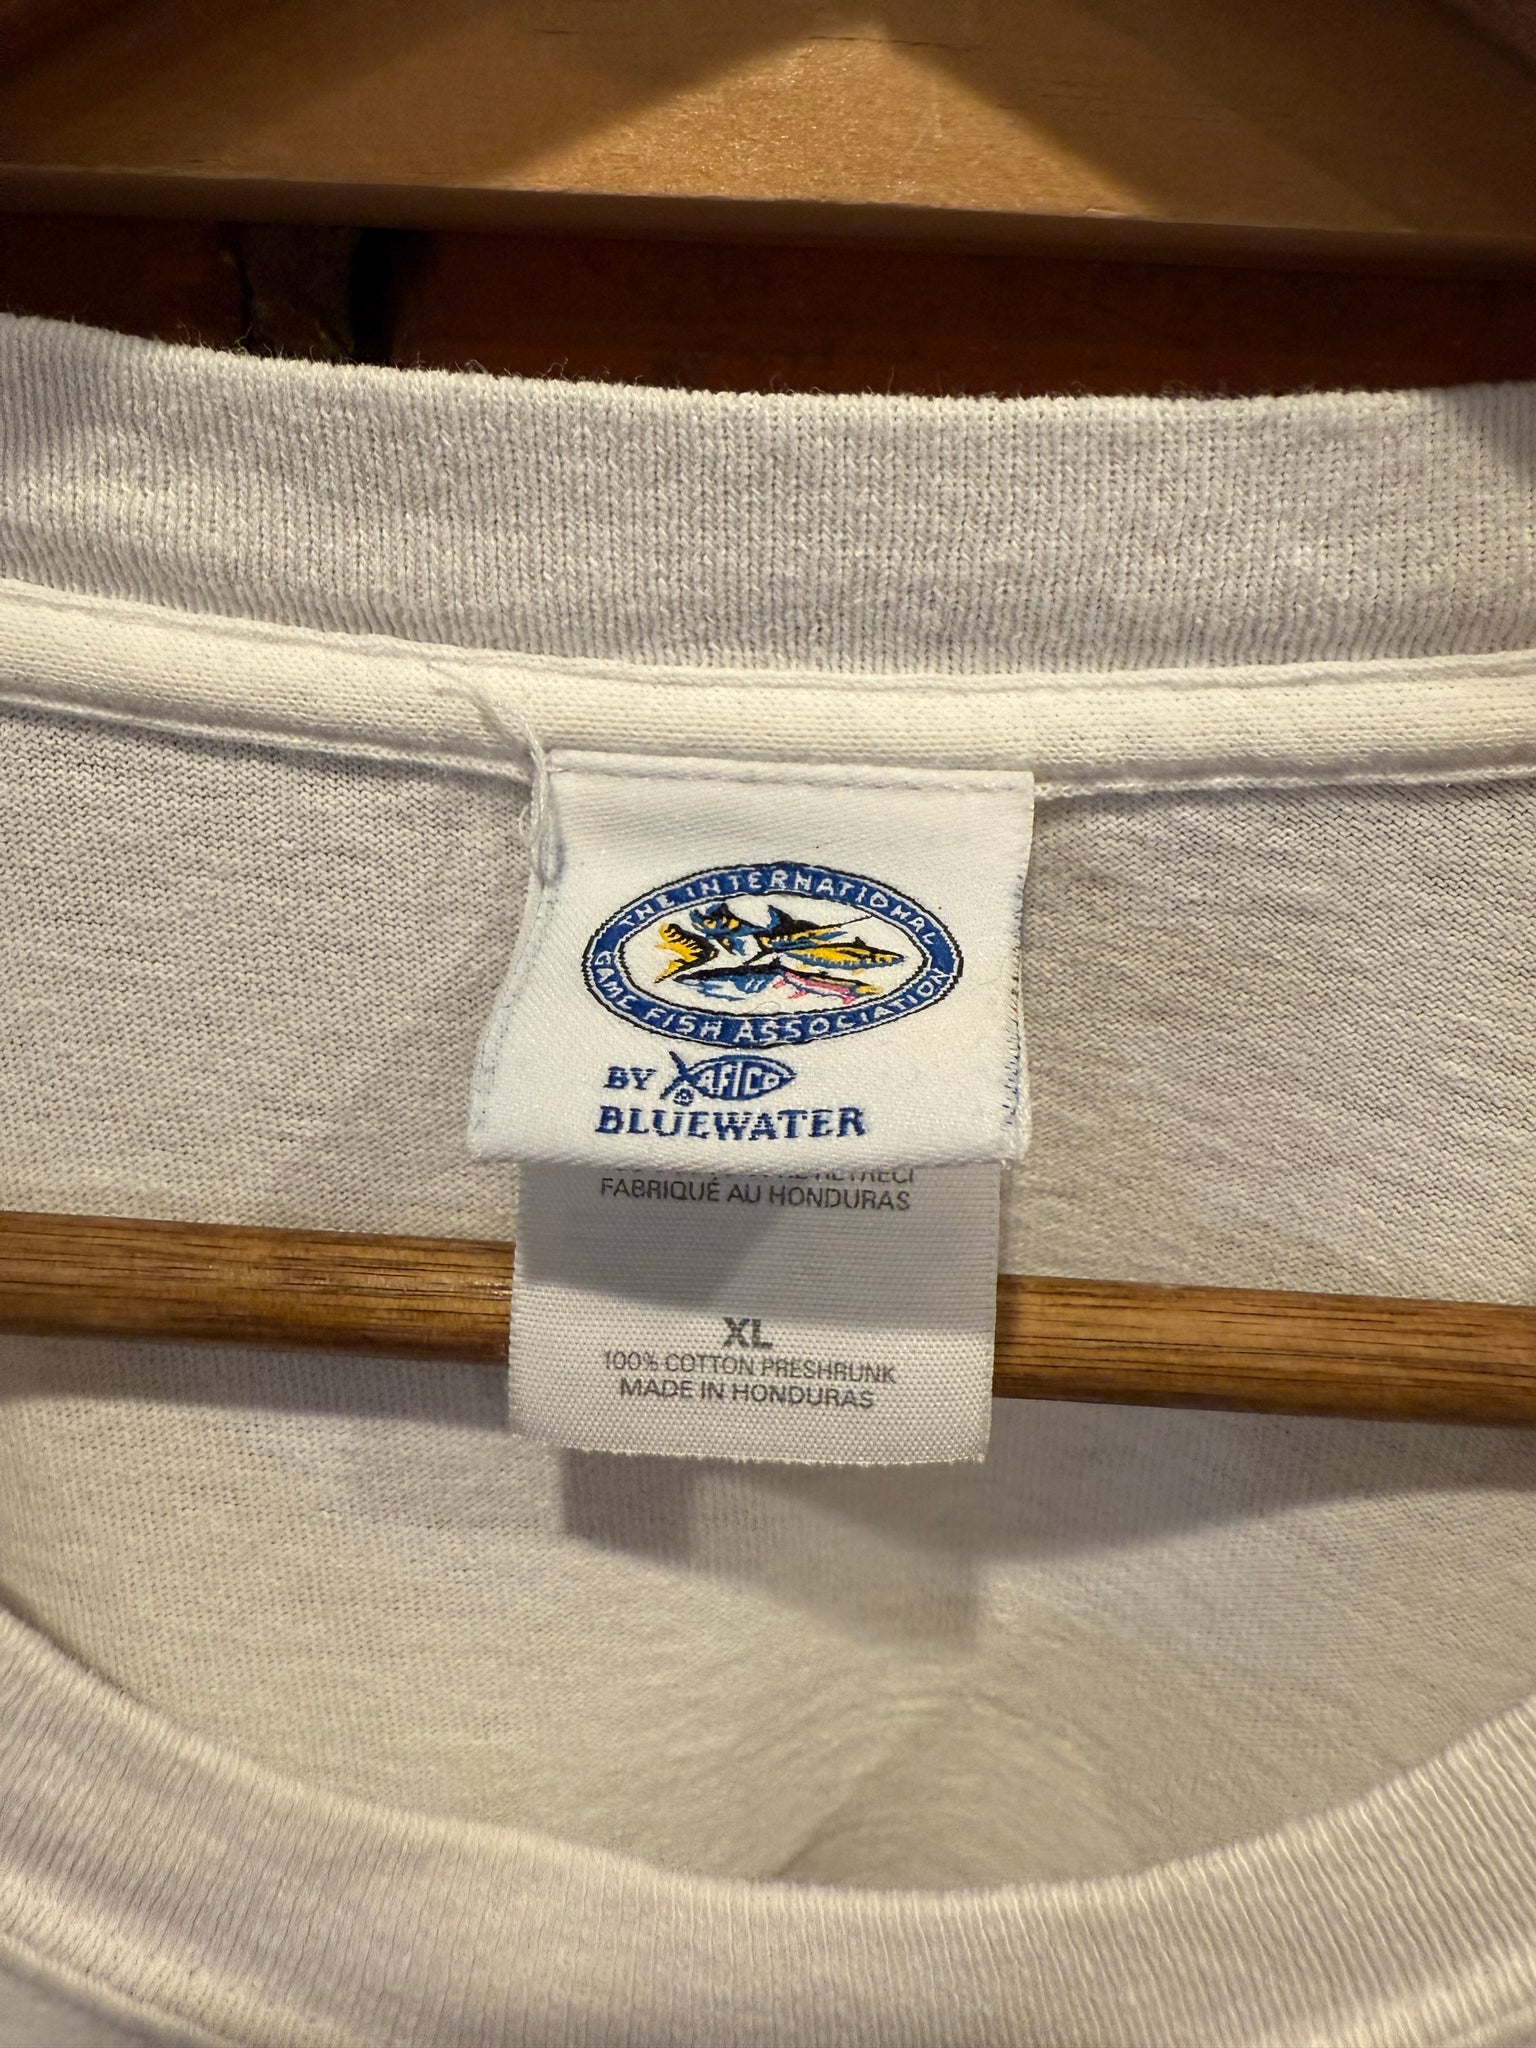 THE INTERNATIONAL
GAME FISH ASSOCIATION
BY AFTCO
BLUEWATER
FABRIQUÉ AU HONDURAS
XL
100% COTTON PRESHRUNK
MADE IN HONDURAS